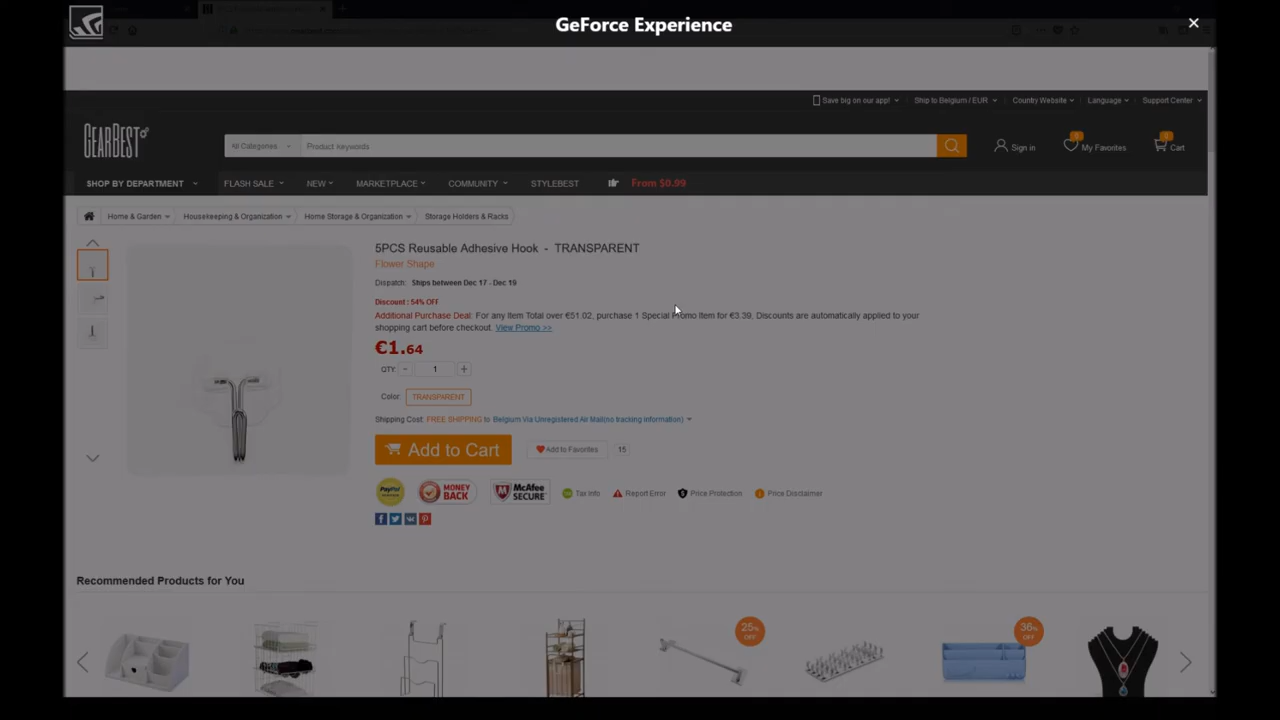 GeForce Experience
Save big on our app!
Ship to Belgium / EUR
Country Website
Language
Support Center
GEARBEST
All Categories
Product keywords
Sign in
0
My Favorites
0
Cart
SHOP BY DEPARTMENT
FLASH SALE
NEW
MARKETPLACE
COMMUNITY
STYLEBEST
From $0.99
Home & Garden
Housekeeping & Organization
Home Storage & Organization
Storage Holders & Racks
5PCS Reusable Adhesive Hook - TRANSPARENT
Flower Shape
Dispatch: Ships between Dec 17 - Dec 19
Discount : 54% OFF
Additional Purchase Deal: For any Item Total over €51.02, purchase 1 Special Promo Item for €3.39, Discounts are automatically applied to your
shopping cart before checkout. View Promo >>
€1.64
QTY: - 1 +
Color: TRANSPARENT
Shipping Cost: FREE SHIPPING to Belgium Via Unregistered Air Mail(no tracking information)
Add to Cart
Add to Favorites
15
PayPal
MONEY BACK
McAfee SECURE
Tax info
Report Error
Price Protection
Price Disclaimer
Recommended Products for You
25% OFF
36% OFF